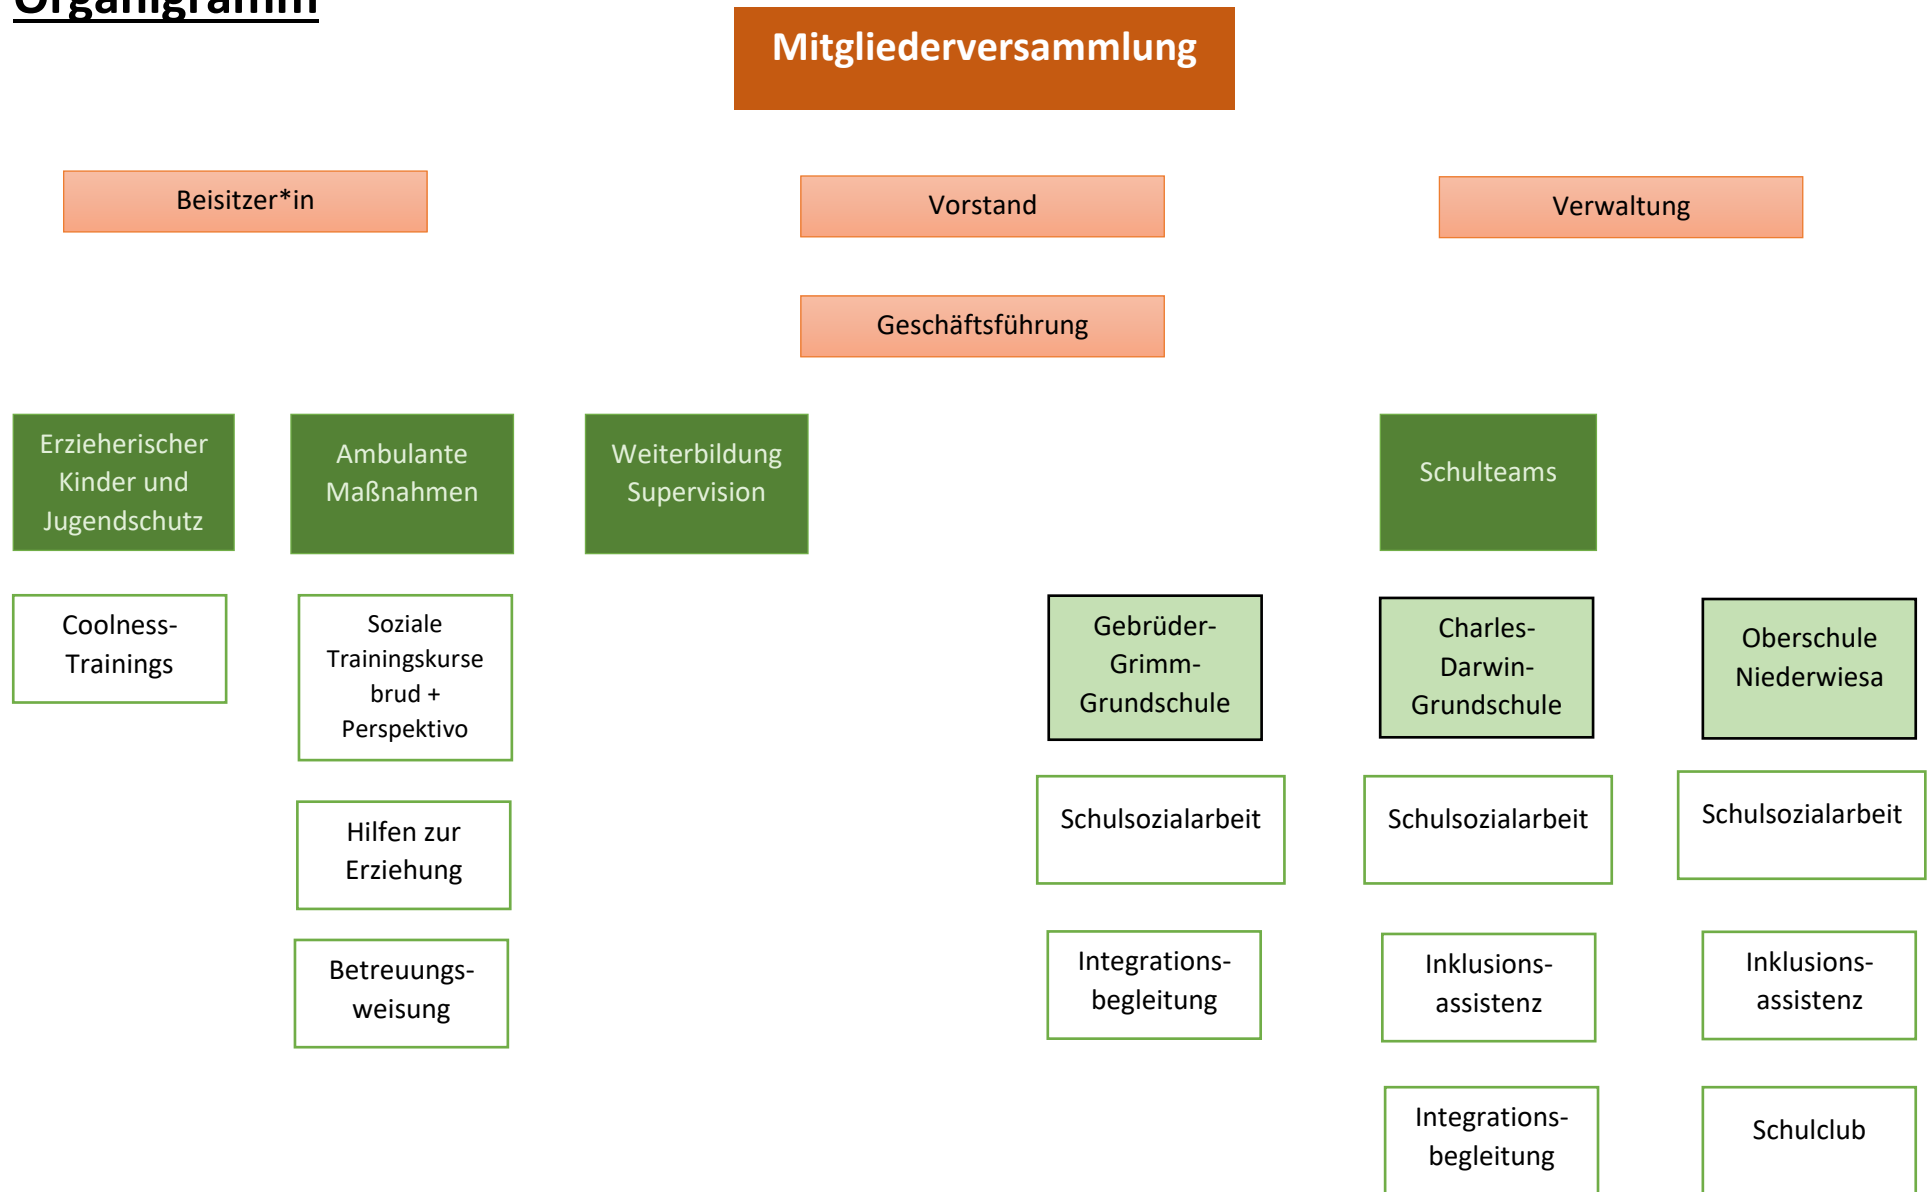 Organigramm
Mitgliederversammlung
Beisitzer*in
Vorstand
Verwaltung
Geschäftsführung
Erzieherischer
Kinder und
Jugendschutz
Ambulante
Maßnahmen
Weiterbildung
Supervision
Schulteams
Coolness-
Trainings
Soziale
Trainingskurse
brud +
Perspektivo
Hilfen zur
Erziehung
Betreuungs-
weisung
Gebrüder-
Grimm-
Grundschule
Schulsozialarbeit
Integrations-
begleitung
Charles-
Darwin-
Grundschule
Schulsozialarbeit
Inklusions-
assistenz
Integrations-
begleitung
Oberschule
Niederwiesa
Schulsozialarbeit
Inklusions-
assistenz
Schulclub